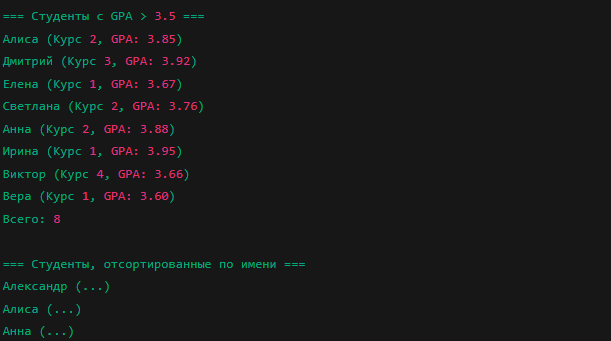 === Студенты с GPA > 3.5 ===
Алиса (Курс 2, GPA: 3.85)
Дмитрий (Курс 3, GPA: 3.92)
Елена (Курс 1, GPA: 3.67)
Светлана (Курс 2, GPA: 3.76)
Анна (Курс 2, GPA: 3.88)
Ирина (Курс 1, GPA: 3.95)
Виктор (Курс 4, GPA: 3.66)
Вера (Курс 1, GPA: 3.60)
Всего: 8
=== Студенты, отсортированные по имени ===
Александр (...)
Алиса (...)
Анна (...)